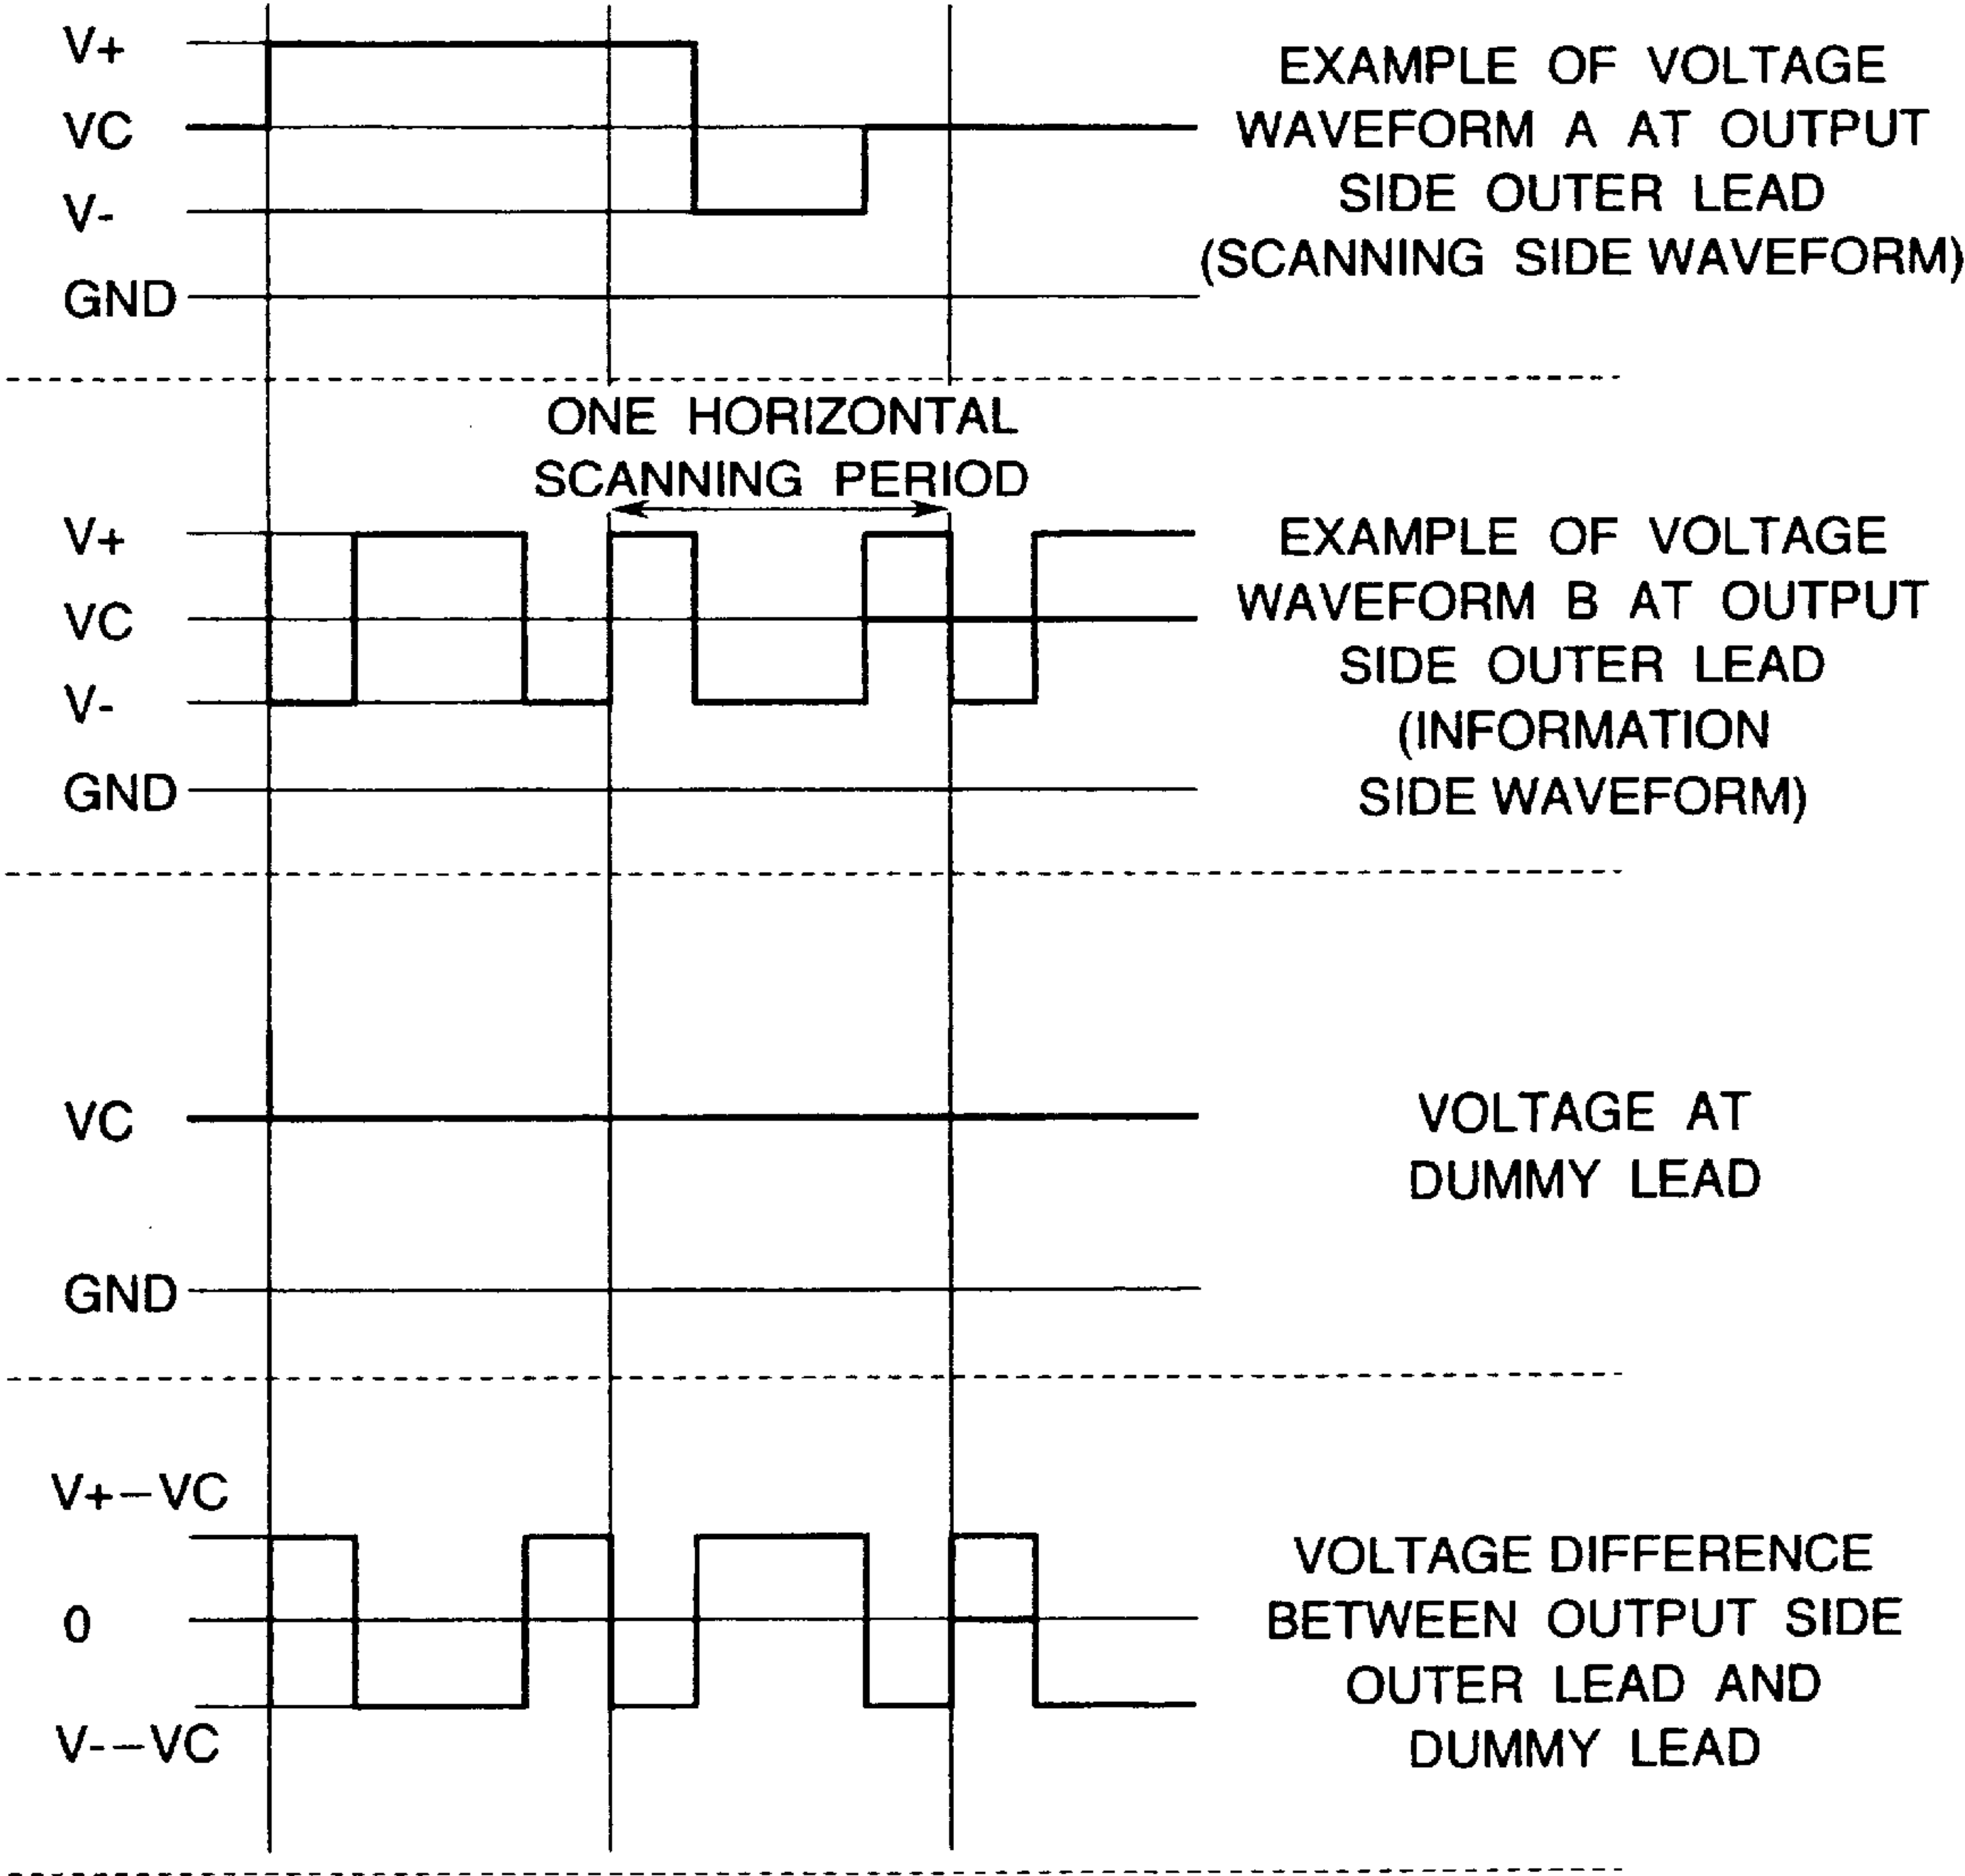 V+
VC
V-
GND
EXAMPLE OF VOLTAGE
WAVEFORM A AT OUTPUT
SIDE OUTER LEAD
(SCANNING SIDE WAVEFORM)
ONE HORIZONTAL
SCANNING PERIOD
V+
VC
V-
GND
EXAMPLE OF VOLTAGE
WAVEFORM B AT OUTPUT
SIDE OUTER LEAD
(INFORMATION
SIDE WAVEFORM)
VC
GND
VOLTAGE AT
DUMMY LEAD
V+−VC
0
V-−VC
VOLTAGE DIFFERENCE
BETWEEN OUTPUT SIDE
OUTER LEAD AND
DUMMY LEAD